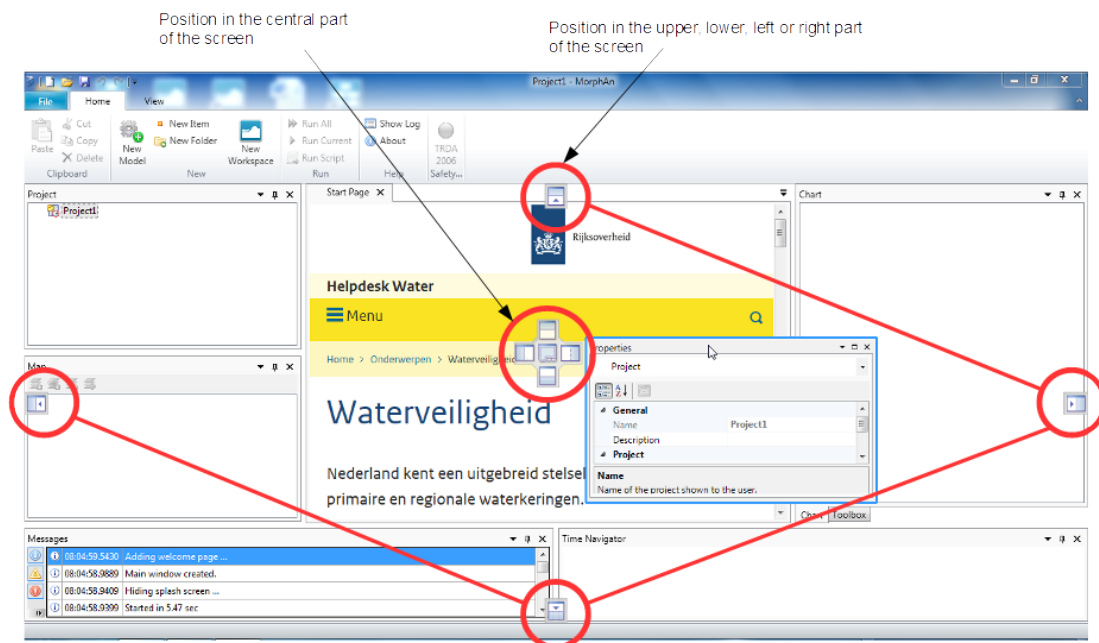 Position in the central part
of the screen
Position in the upper, lower, left or right part
of the screen
Project1 - MorphAn
File Home View
Paste
Cut
Copy
Delete
Clipboard
New
Model
New Item
New Folder
New
Workspace
New
Run All
Run Current
Run Script
Run
Show Log
About
Help
TRDA
2006
Safety...
Project
Project1
Start Page
Rijksoverheid
Helpdesk Water
Menu
Home > Onderwerpen >
Waterveiligheid
Nederland kent een uitgebreid stelsel
primaire en regionale waterkeringen.
Chart
Map
Properties
Project
General
Name Project1
Description
Project
Name
Name of the project shown to the user.
Chart Toolbox
Messages
08:04:59.5430 Adding welcome page ...
08:04:58.9889 Main window created.
08:04:58.9409 Hiding splash screen ...
08:04:58.9399 Started in 5.47 sec
Time Navigator